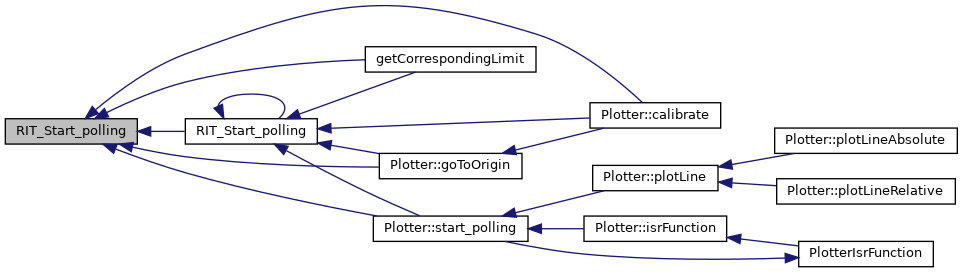 getCorrespondingLimit
Plotter::calibrate
RIT_Start_polling
RIT_Start_polling
Plotter::plotLineAbsolute
Plotter::goToOrigin
Plotter::plotLine
Plotter::plotLineRelative
Plotter::start_polling
Plotter::isrFunction
PlotterIsrFunction